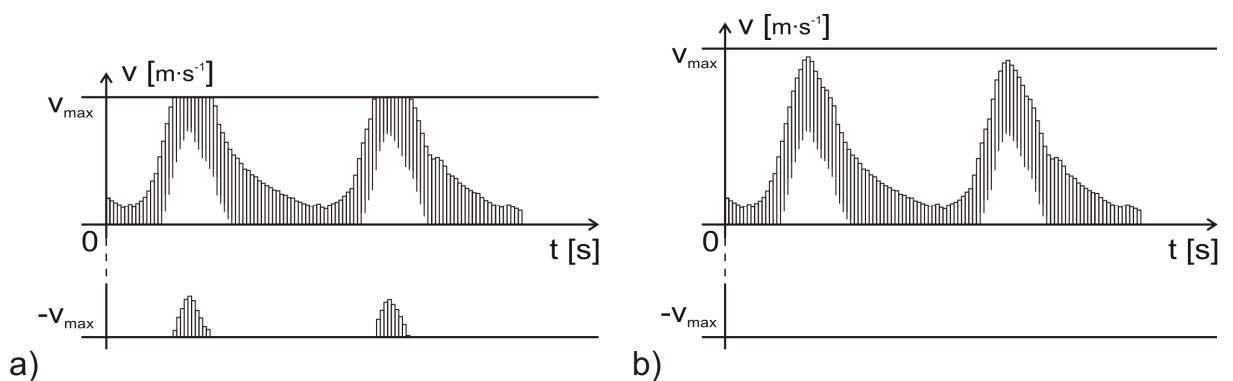 v [m·s⁻¹]
vmax
0
t [s]
-vmax
a)
v [m·s⁻¹]
vmax
0
t [s]
-vmax
b)